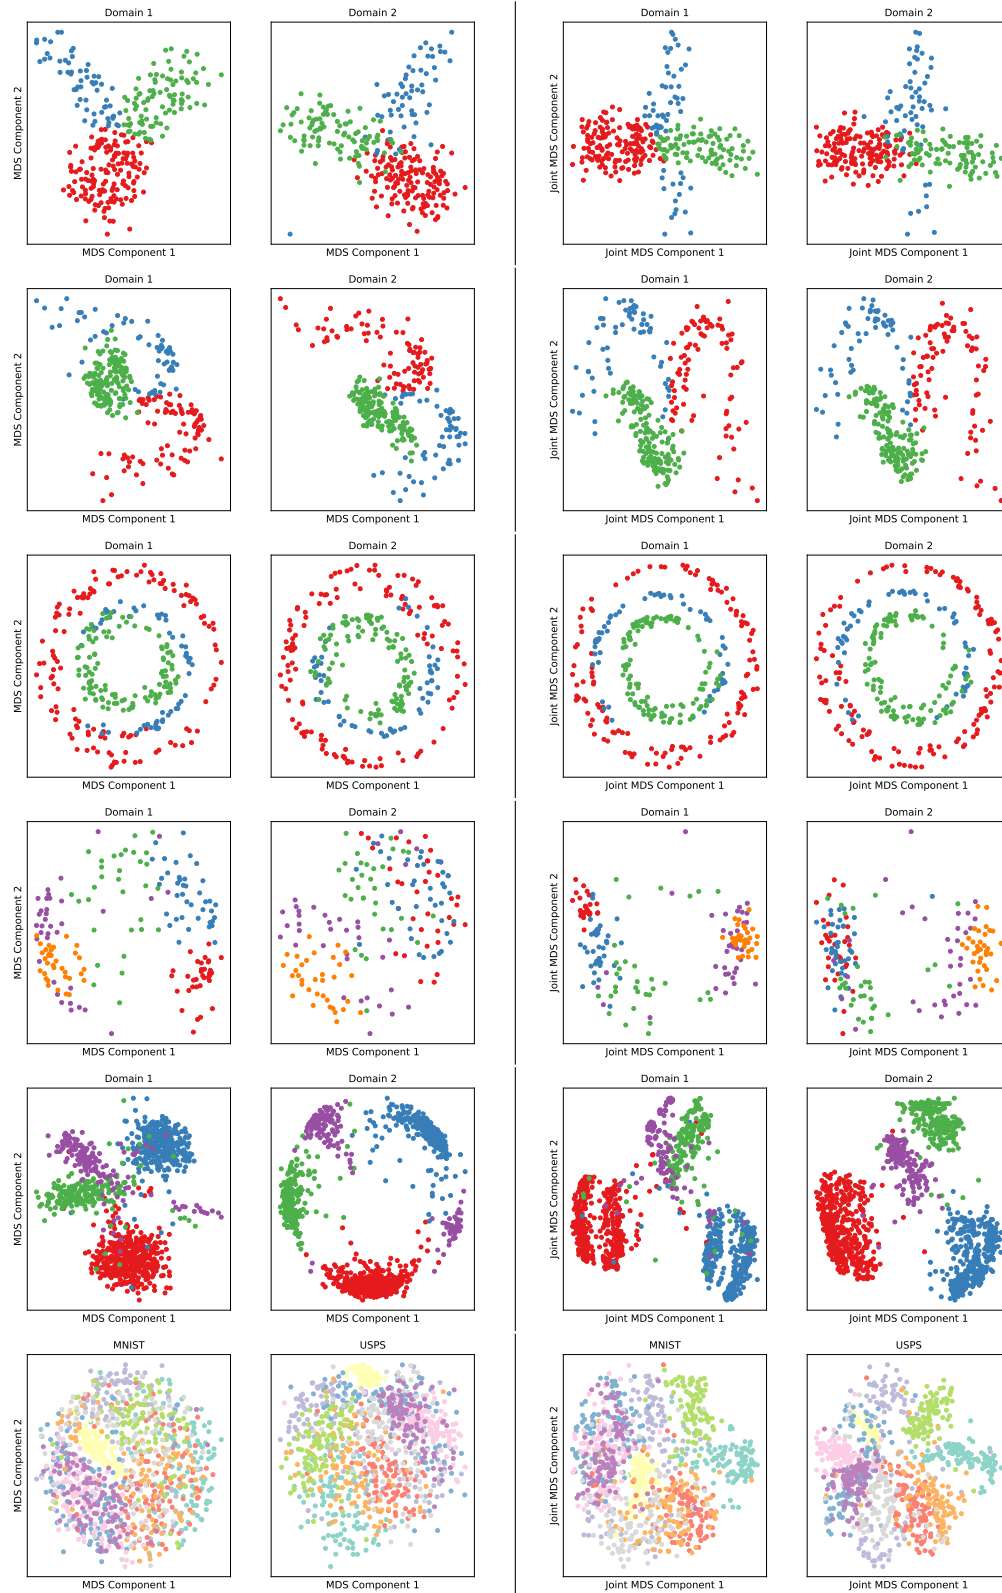 Domain 1
Domain 2
Domain 1
Domain 2
MDS Component 2
Joint MDS Component 2
MDS Component 1
MDS Component 1
Joint MDS Component 1
Joint MDS Component 1
Domain 1
Domain 2
Domain 1
Domain 2
MDS Component 2
Joint MDS Component 2
MDS Component 1
MDS Component 1
Joint MDS Component 1
Joint MDS Component 1
Domain 1
Domain 2
Domain 1
Domain 2
MDS Component 2
Joint MDS Component 2
MDS Component 1
MDS Component 1
Joint MDS Component 1
Joint MDS Component 1
Domain 1
Domain 2
Domain 1
Domain 2
MDS Component 2
Joint MDS Component 2
MDS Component 1
MDS Component 1
Joint MDS Component 1
Joint MDS Component 1
Domain 1
Domain 2
Domain 1
Domain 2
MDS Component 2
Joint MDS Component 2
MDS Component 1
MDS Component 1
Joint MDS Component 1
Joint MDS Component 1
MNIST
USPS
MNIST
USPS
MDS Component 2
Joint MDS Component 2
MDS Component 1
MDS Component 1
Joint MDS Component 1
Joint MDS Component 1